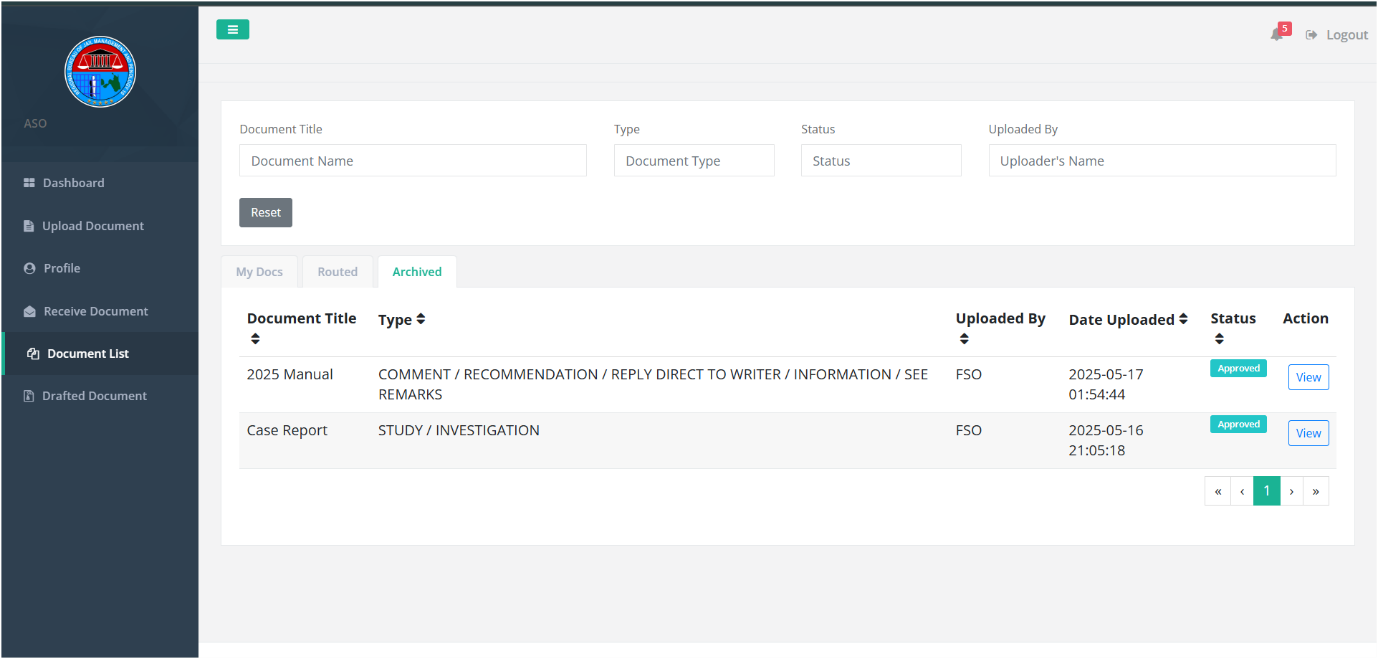 5
Logout
ASO
Dashboard
Upload Document
Profile
Receive Document
Document List
Drafted Document
Document Title
Type
Status
Uploaded By
Document Name
Document Type
Status
Uploader's Name
Reset
My Docs
Routed
Archived
Document Title
Type
Uploaded By
Date Uploaded
Status
Action
2025 Manual
COMMENT / RECOMMENDATION / REPLY DIRECT TO WRITER / INFORMATION / SEE
REMARKS
FSO
2025-05-17
01:54:44
Approved
View
Case Report
STUDY / INVESTIGATION
FSO
2025-05-16
21:05:18
Approved
View
« ‹ 1 › »